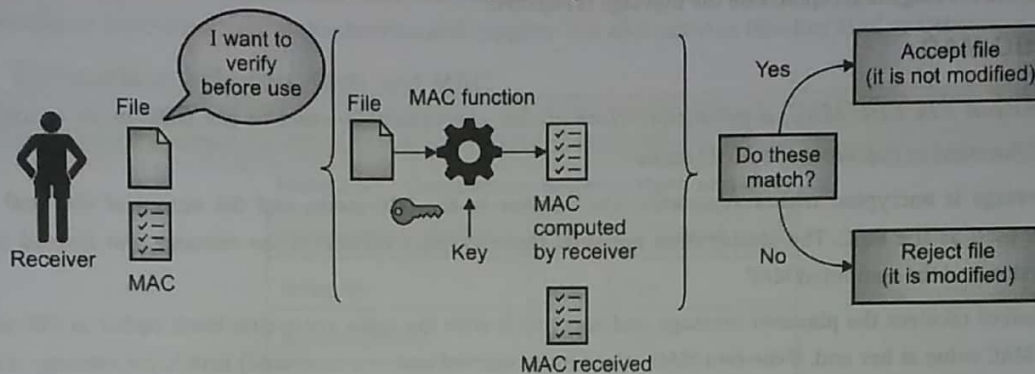 I want to
verify
before use
File
Receiver
MAC
File
MAC function
Key
MAC
computed
by receiver
MAC received
Do these
match?
Yes
Accept file
(it is not modified)
No
Reject file
(it is modified)